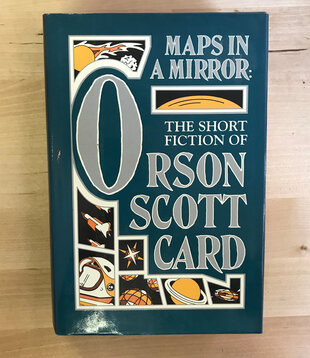 MAPS IN
A MIRROR:
THE SHORT
FICTION OF
ORSON
SCOTT
CARD